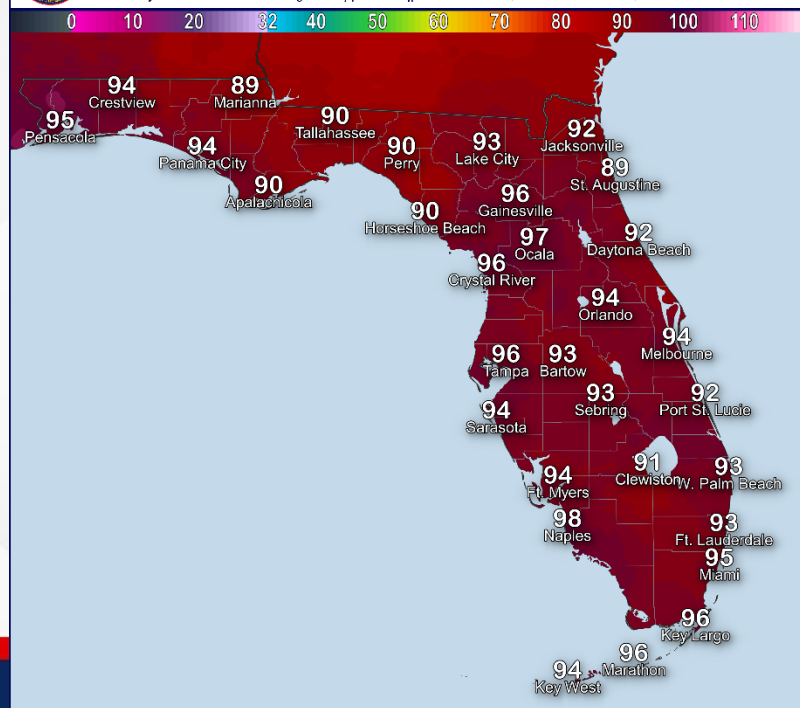 0 10 20 32 40 50 60 70 80 90 100 110
94
Crestview
89
Marianna
95
Pensacola
94
Panama City
90
Tallahassee
90
Perry
93
Lake City
92
Jacksonville
89
St. Augustine
90
Apalachicola
96
Gainesville
90
Horseshoe Beach
97
Ocala
92
Daytona Beach
96
Crystal River
94
Orlando
94
Melbourne
96
Tampa
93
Bartow
93
Sebring
92
Port St. Lucie
94
Sarasota
91
Clewiston
93
W. Palm Beach
94
Ft. Myers
98
Naples
93
Ft. Lauderdale
95
Miami
96
Key Largo
96
Marathon
94
Key West